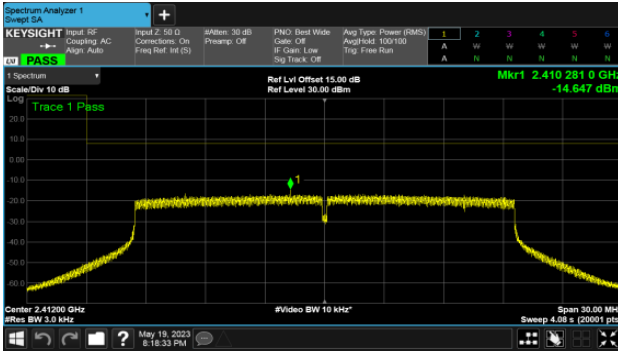 Spectrum Analyzer 1
Swept SA
+
KEYSIGHT Input: RF Input Z: 50 Ω #Atten: 30 dB PNO: Best Wide Avg Type: Power (RMS) 1 2 3 4 5 6
Coupling: AC Corrections: On Preamp: Off Gate: Off Avg|Hold: 100/100 A W W W W W
Align: Auto Freq Ref: Int (S) IF Gain: Low Trig: Free Run
LXI PASS Sig Track: Off A N N N N N
1 Spectrum Ref Lvl Offset 15.00 dB Mkr1 2.410 281 0 GHz
Scale/Div 10 dB Ref Level 30.00 dBm -14.647 dBm
Log
Trace 1 Pass
20.0
10.0
0.00
-10.0
1
-20.0
-30.0
-40.0
-50.0
-60.0
Center 2.41200 GHz #Video BW 10 kHz* Span 30.00 MH
#Res BW 3.0 kHz Sweep 4.08 s (20001 pts
? May 19, 2023
8:18:33 PM